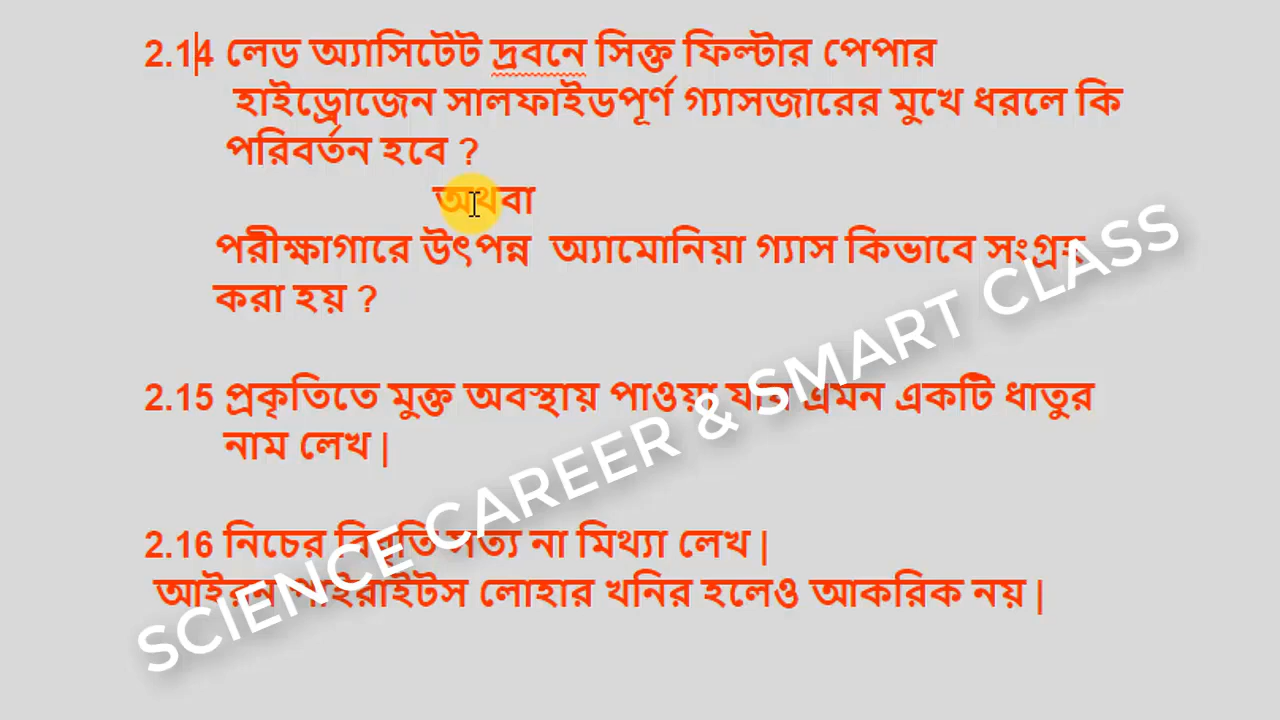 2.14 লেড অ্যাসিটেট দ্রবনে সিক্ত ফিল্টার পেপার
হাইড্রোজেন সালফাইডপূর্ণ গ্যাসজারের মুখে ধরলে কি
পরিবর্তন হবে ?
অথবা
পরীক্ষাগারে উৎপন্ন অ্যামোনিয়া গ্যাস কিভাবে সংগ্রহ
করা হয় ?
2.15 প্রকৃতিতে মুক্ত অবস্থায় পাওয়া যায় এমন একটি ধাতুর
নাম লেখ |
2.16 নিচের বিবৃতি সত্য না মিথ্যা লেখ |
আইরন পাইরাইটস লোহার খনির হলেও আকরিক নয় |
SCIENCE CAREER & SMART CLASS